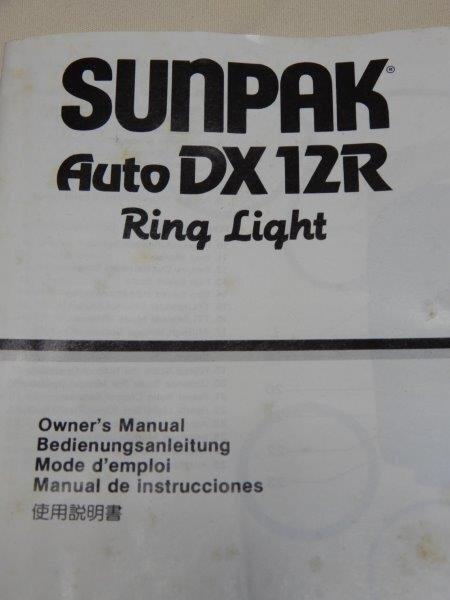 SUNPAK®
Auto DX 12R
Ring Light
Owner's Manual
Bedienungsanleitung
Mode d'emploi
Manual de instrucciones
使用説明書